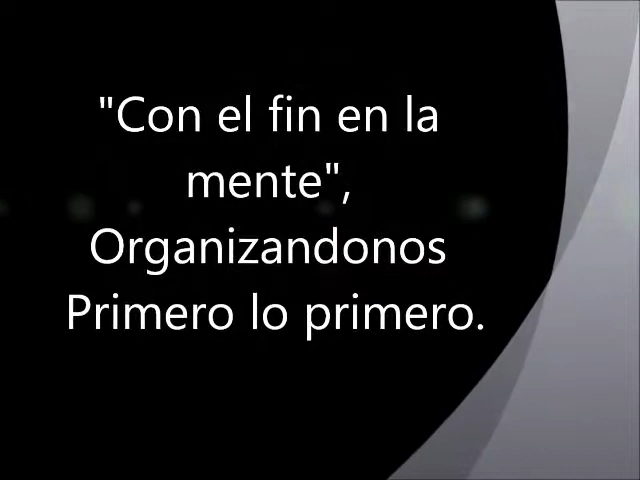 "Con el fin en la
mente",
Organizandonos
Primero lo primero.